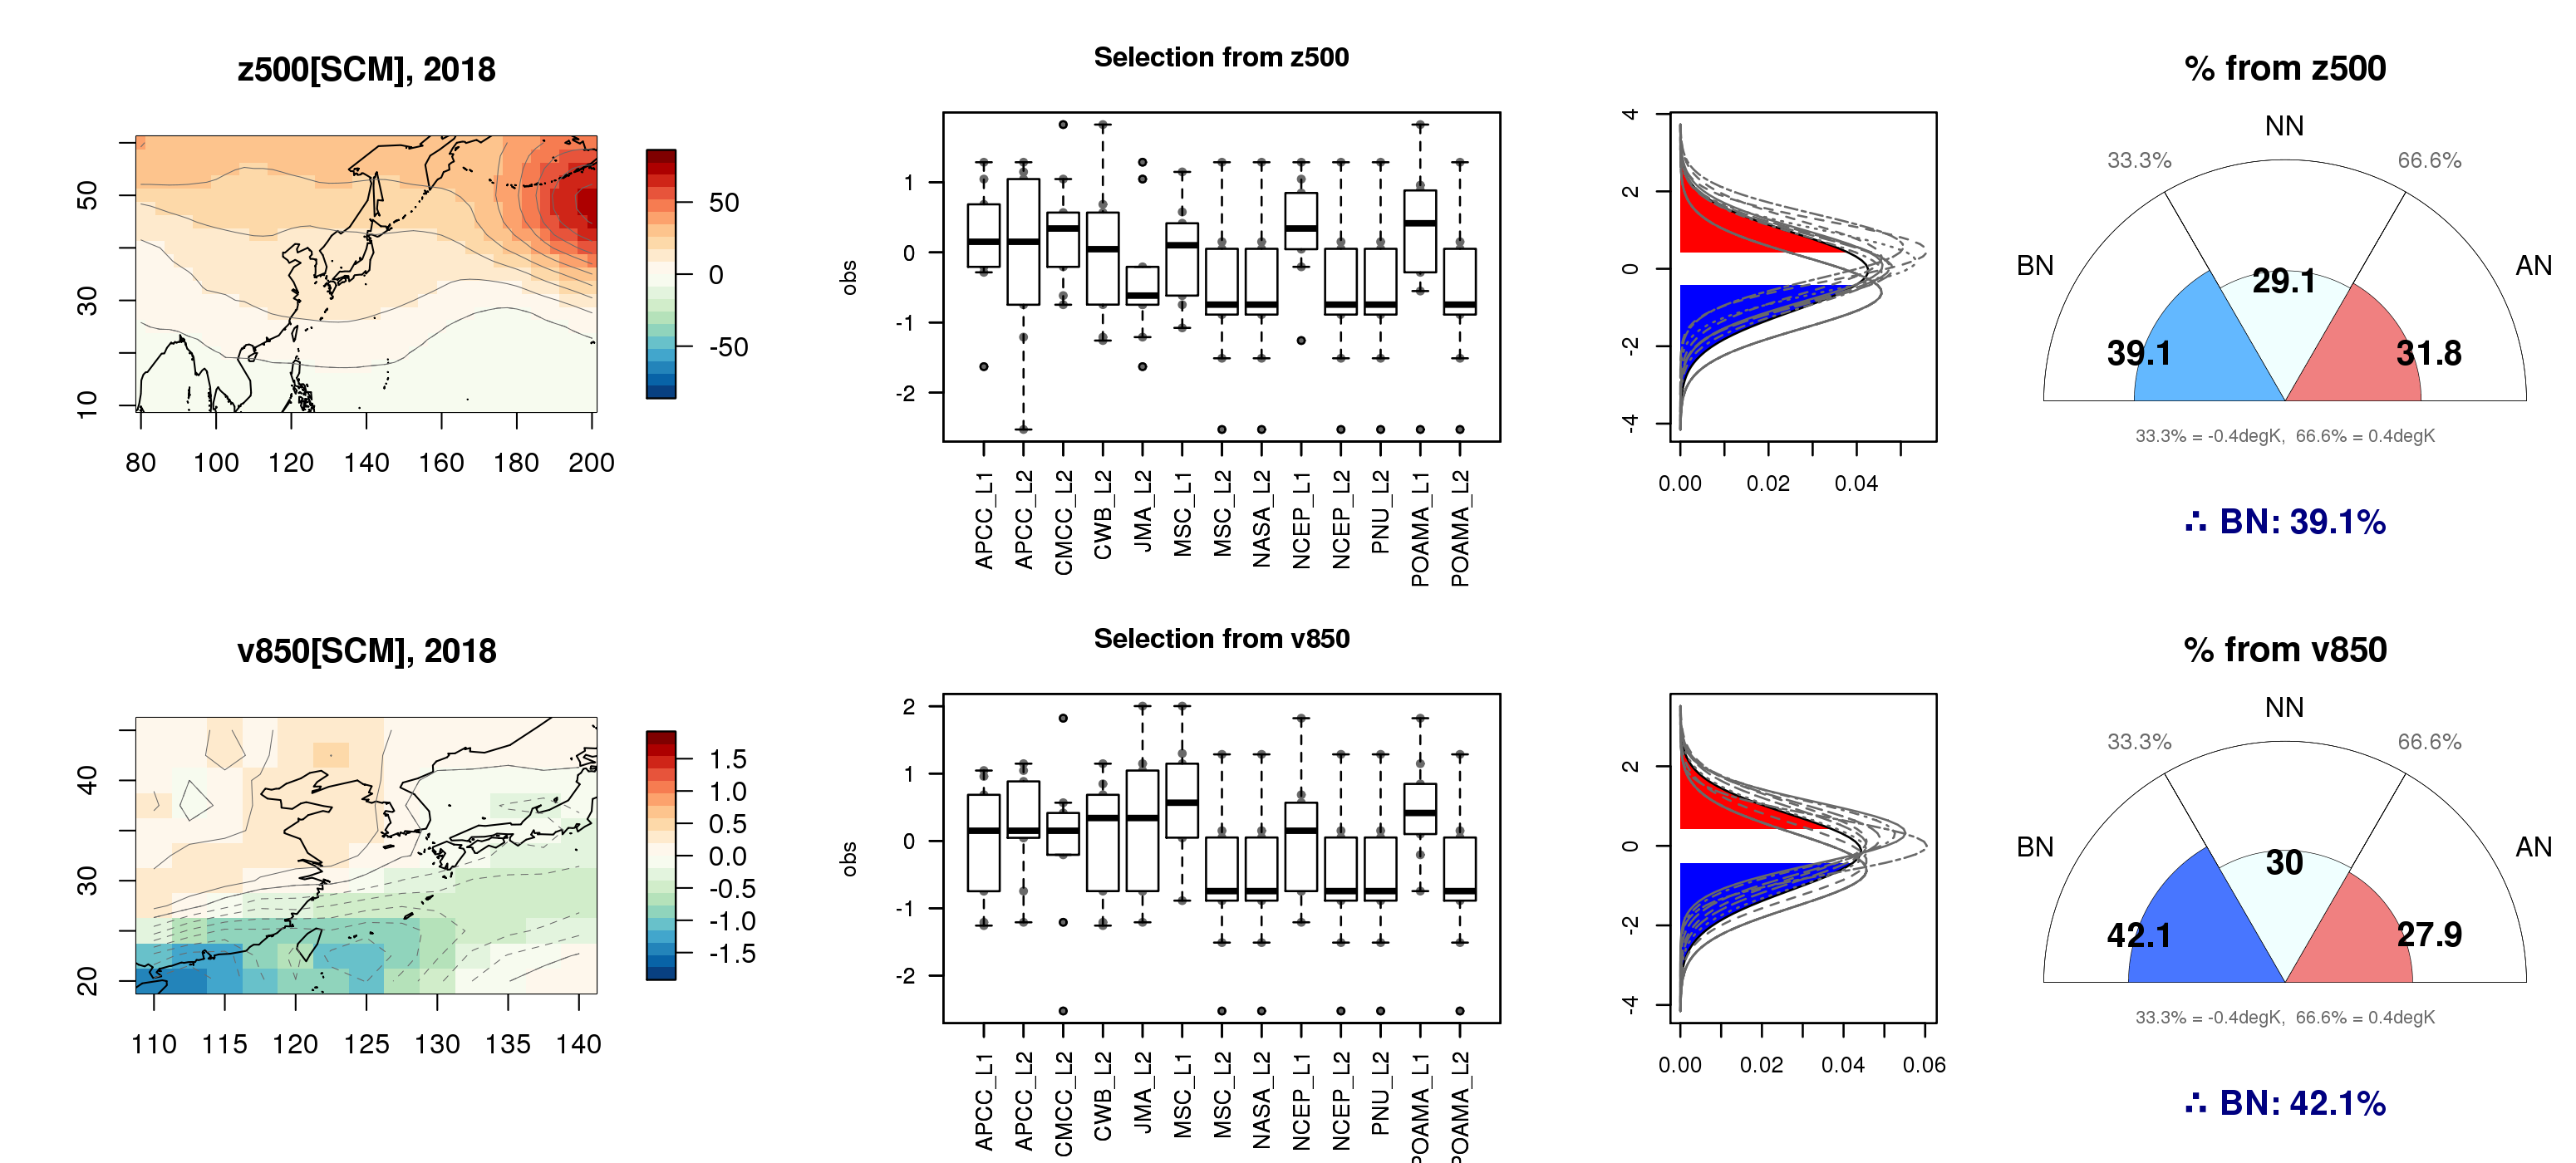 z500[SCM], 2018
50
30
10
80 100 120 140 160 180 200
50
0
-50
Selection from z500
obs
1
0
-1
-2
APCC_L1
APCC_L2
CMCC_L2
CWB_L2
JMA_L2
MSC_L1
MSC_L2
NASA_L2
NCEP_L1
NCEP_L2
PNU_L2
POAMA_L1
POAMA_L2
4
2
0
-2
-4
0.00 0.02 0.04
% from z500
NN
33.3% 66.6%
BN AN
29.1
39.1 31.8
33.3% = -0.4degK, 66.6% = 0.4degK
∴ BN: 39.1%
v850[SCM], 2018
40
30
20
110 115 120 125 130 135 140
1.5
1.0
0.5
0.0
-0.5
-1.0
-1.5
Selection from v850
obs
2
1
0
-1
-2
APCC_L1
APCC_L2
CMCC_L2
CWB_L2
JMA_L2
MSC_L1
MSC_L2
NASA_L2
NCEP_L1
NCEP_L2
PNU_L2
POAMA_L1
POAMA_L2
2
0
-2
-4
0.00 0.02 0.04 0.06
% from v850
NN
33.3% 66.6%
BN AN
30
42.1 27.9
33.3% = -0.4degK, 66.6% = 0.4degK
∴ BN: 42.1%